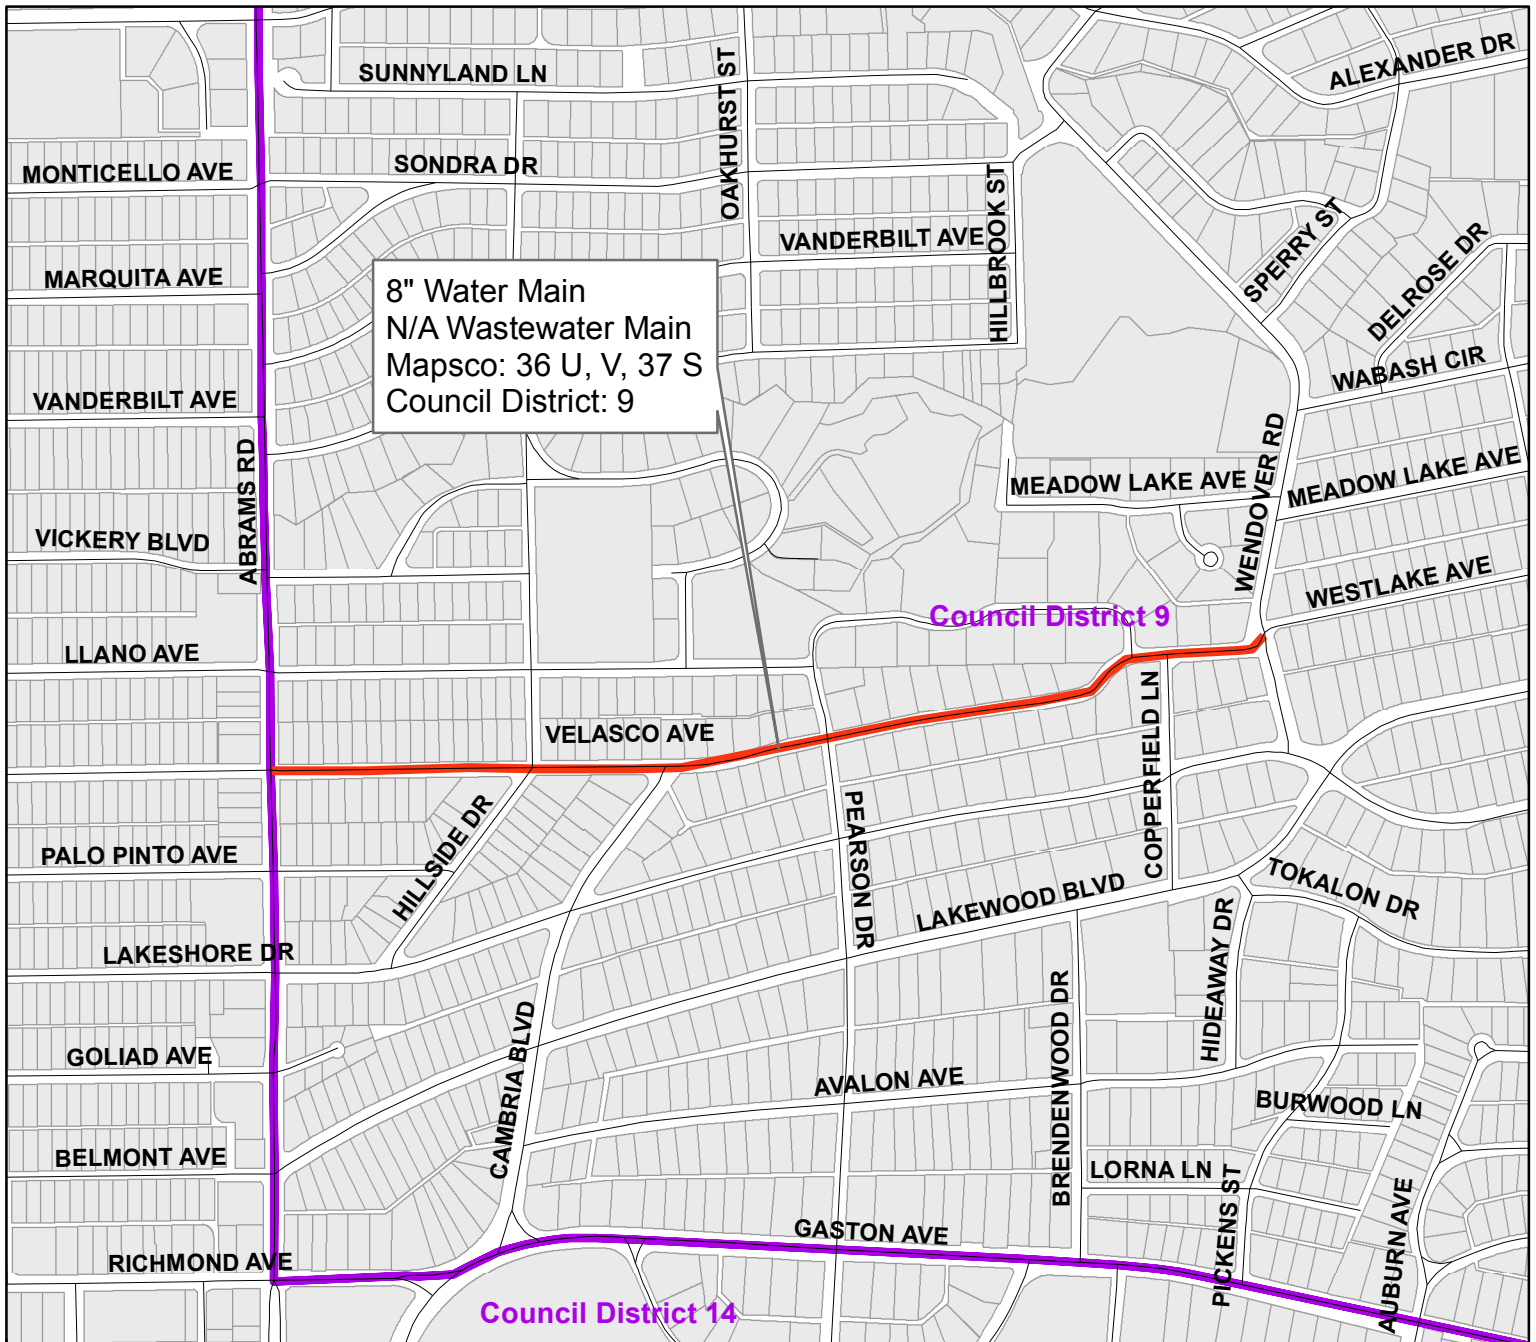 SUNNYLAND LN
ALEXANDER DR
OAKHURST ST
MONTICELLO AVE
SONDRA DR
HILLBROOK ST
SPERRY ST
VANDERBILT AVE
DELROSE DR
MARQUITA AVE
8" Water Main
N/A Wastewater Main
Mapsco: 36 U, V, 37 S
Council District: 9
WABASH CIR
VANDERBILT AVE
ABRAMS RD
MEADOW LAKE AVE
MEADOW LAKE AVE
WENDOVER RD
VICKERY BLVD
WESTLAKE AVE
Council District 9
LLANO AVE
VELASCO AVE
COPPERFIELD LN
PALO PINTO AVE
HILLSIDE DR
PEARSON DR
LAKEWOOD BLVD
TOKALON DR
LAKESHORE DR
HIDEAWAY DR
CAMBRIA BLVD
BRENDENWOOD DR
GOLIAD AVE
AVALON AVE
BURWOOD LN
BELMONT AVE
LORNA LN
PICKENS ST
AUBURN AVE
GASTON AVE
RICHMOND AVE
Council District 14